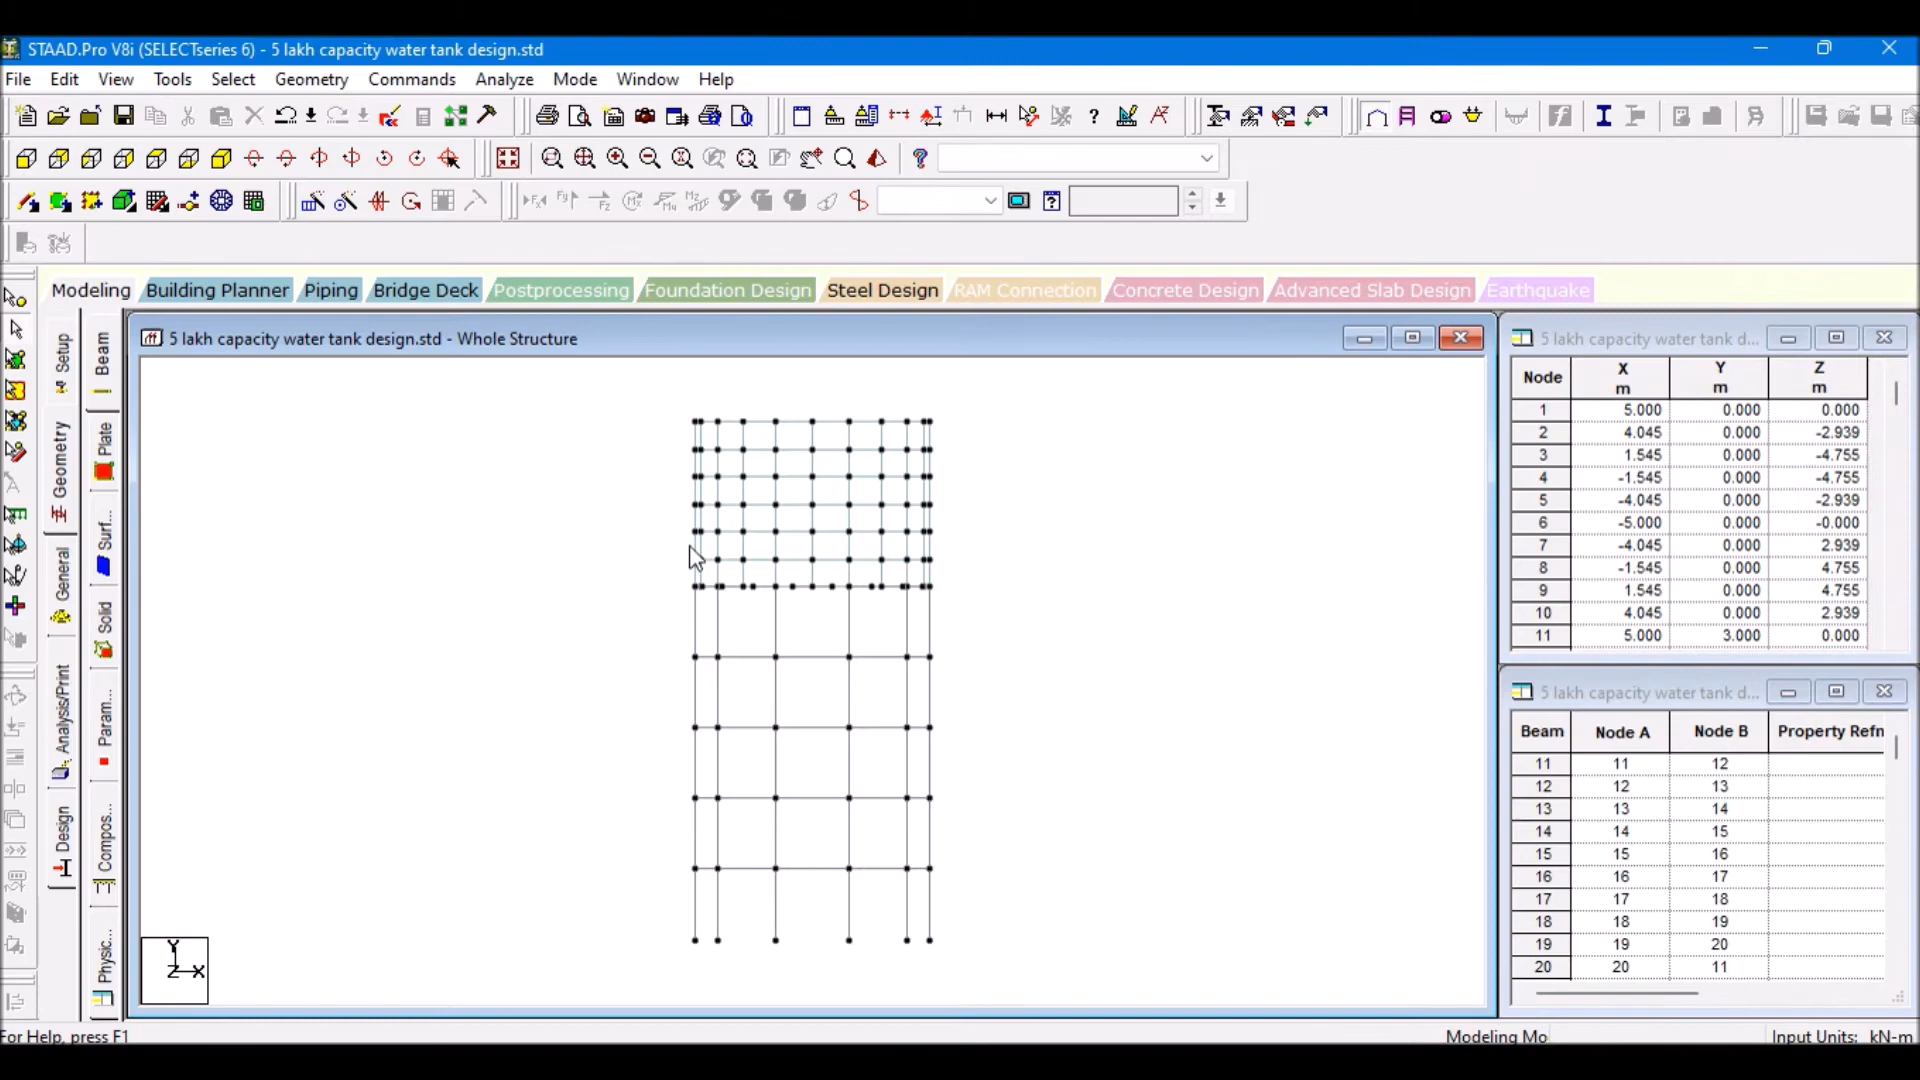 STAAD.Pro V8i (SELECTseries 6) - 5 lakh capacity water tank design.std
File Edit View Tools Select Geometry Commands Analyze Mode Window Help
Modeling Building Planner Piping Bridge Deck Postprocessing Foundation Design Steel Design RAM Connection Concrete Design Advanced Slab Design Earthquake
Setup
Geometry
General
Analysis/Print
Design
Beam
Plate
Surf...
Solid
Param...
Compos...
Physic...
5 lakh capacity water tank design.std - Whole Structure
Y
Z X
5 lakh capacity water tank d...
Node X m Y m Z m
1 5.000 0.000 0.000
2 4.045 0.000 -2.939
3 1.545 0.000 -4.755
4 -1.545 0.000 -4.755
5 -4.045 0.000 -2.939
6 -5.000 0.000 -0.000
7 -4.045 0.000 2.939
8 -1.545 0.000 4.755
9 1.545 0.000 4.755
10 4.045 0.000 2.939
11 5.000 3.000 0.000
5 lakh capacity water tank d...
Beam Node A Node B Property Refn
11 11 12
12 12 13
13 13 14
14 14 15
15 15 16
16 16 17
17 17 18
18 18 19
19 19 20
20 20 11
For Help, press F1
Modeling Mo
Input Units: kN-m